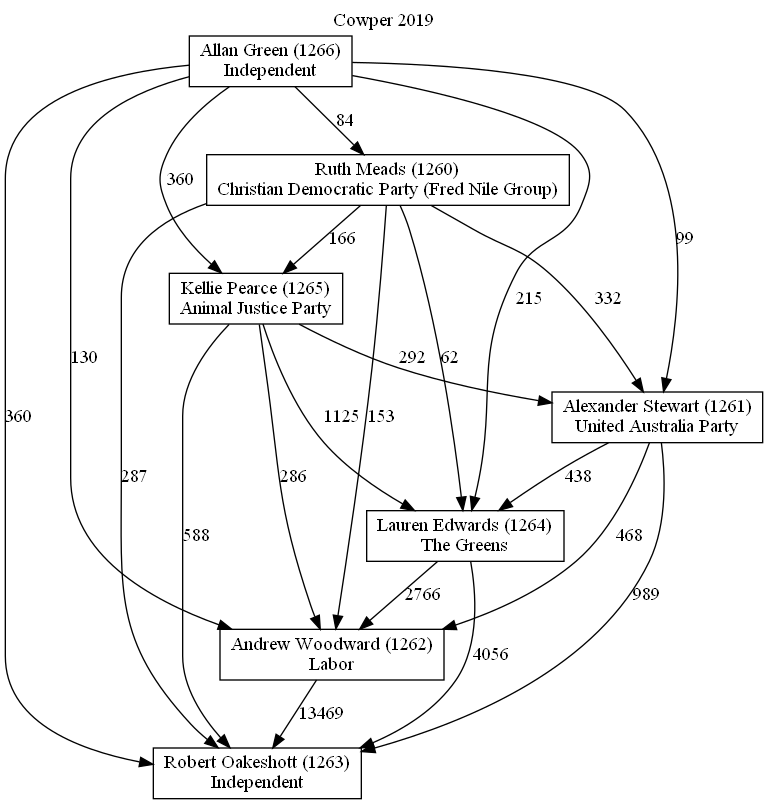 Cowper 2019
Allan Green (1266)
Independent
84
Ruth Meads (1260)
Christian Democratic Party (Fred Nile Group)
360
166
99
Kellie Pearce (1265)
Animal Justice Party
215
332
130
292
62
360
1125
153
Alexander Stewart (1261)
United Australia Party
287
286
438
588
Lauren Edwards (1264)
The Greens
468
2766
989
Andrew Woodward (1262)
Labor
4056
13469
Robert Oakeshott (1263)
Independent